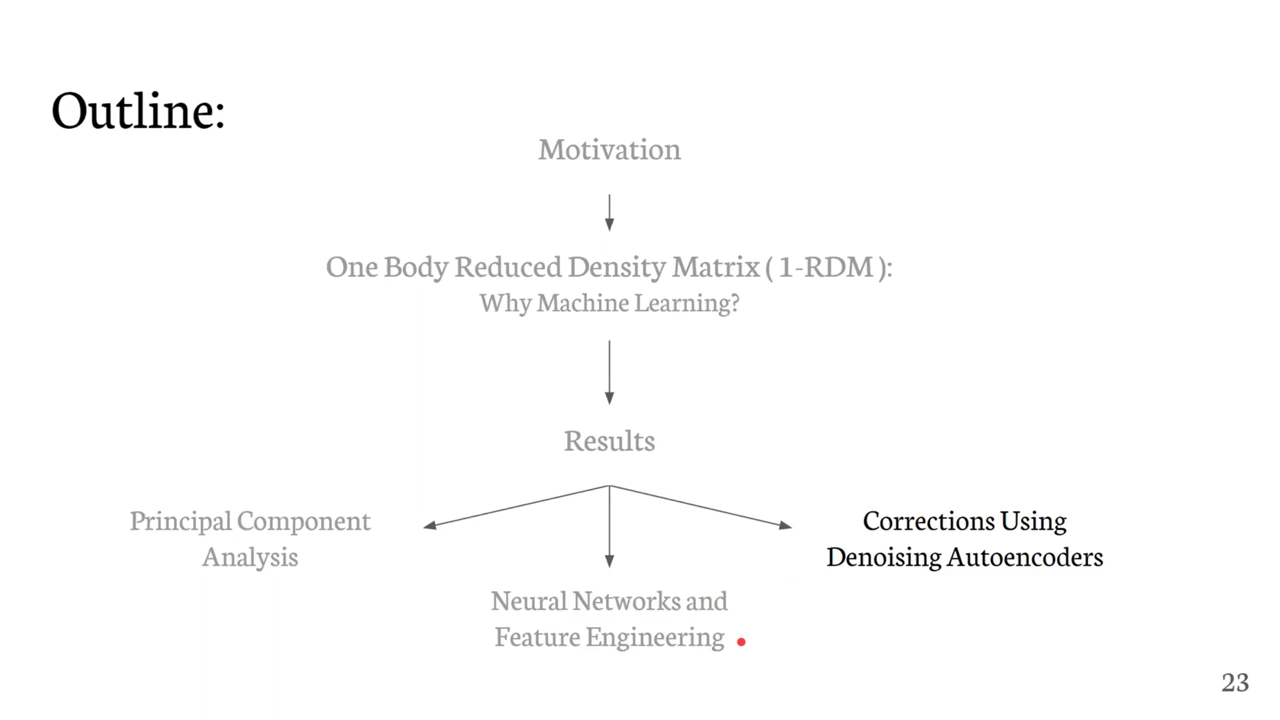 Outline:
Motivation
One Body Reduced Density Matrix ( 1-RDM ):
Why Machine Learning?
Results
Principal Component
Analysis
Neural Networks and
Feature Engineering
Corrections Using
Denoising Autoencoders
23